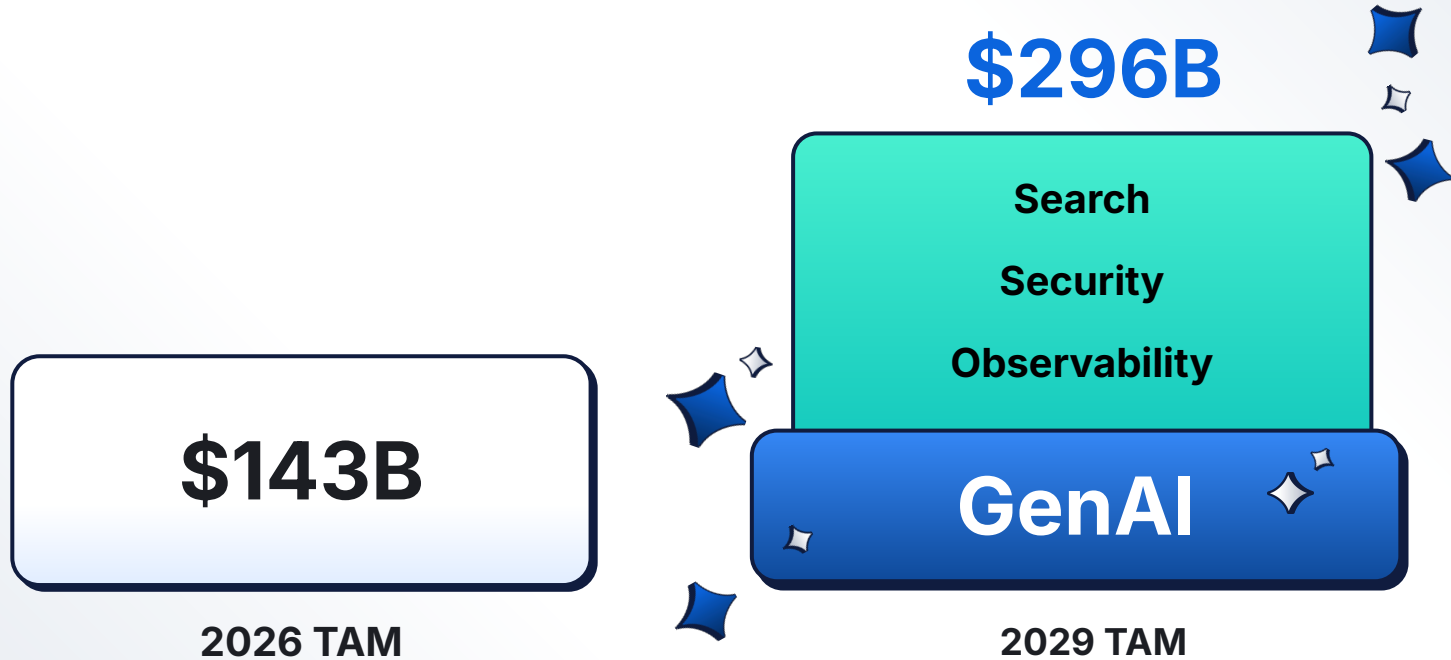 $296B
Search
Security
Observability
$143B
GenAI
2026 TAM
2029 TAM